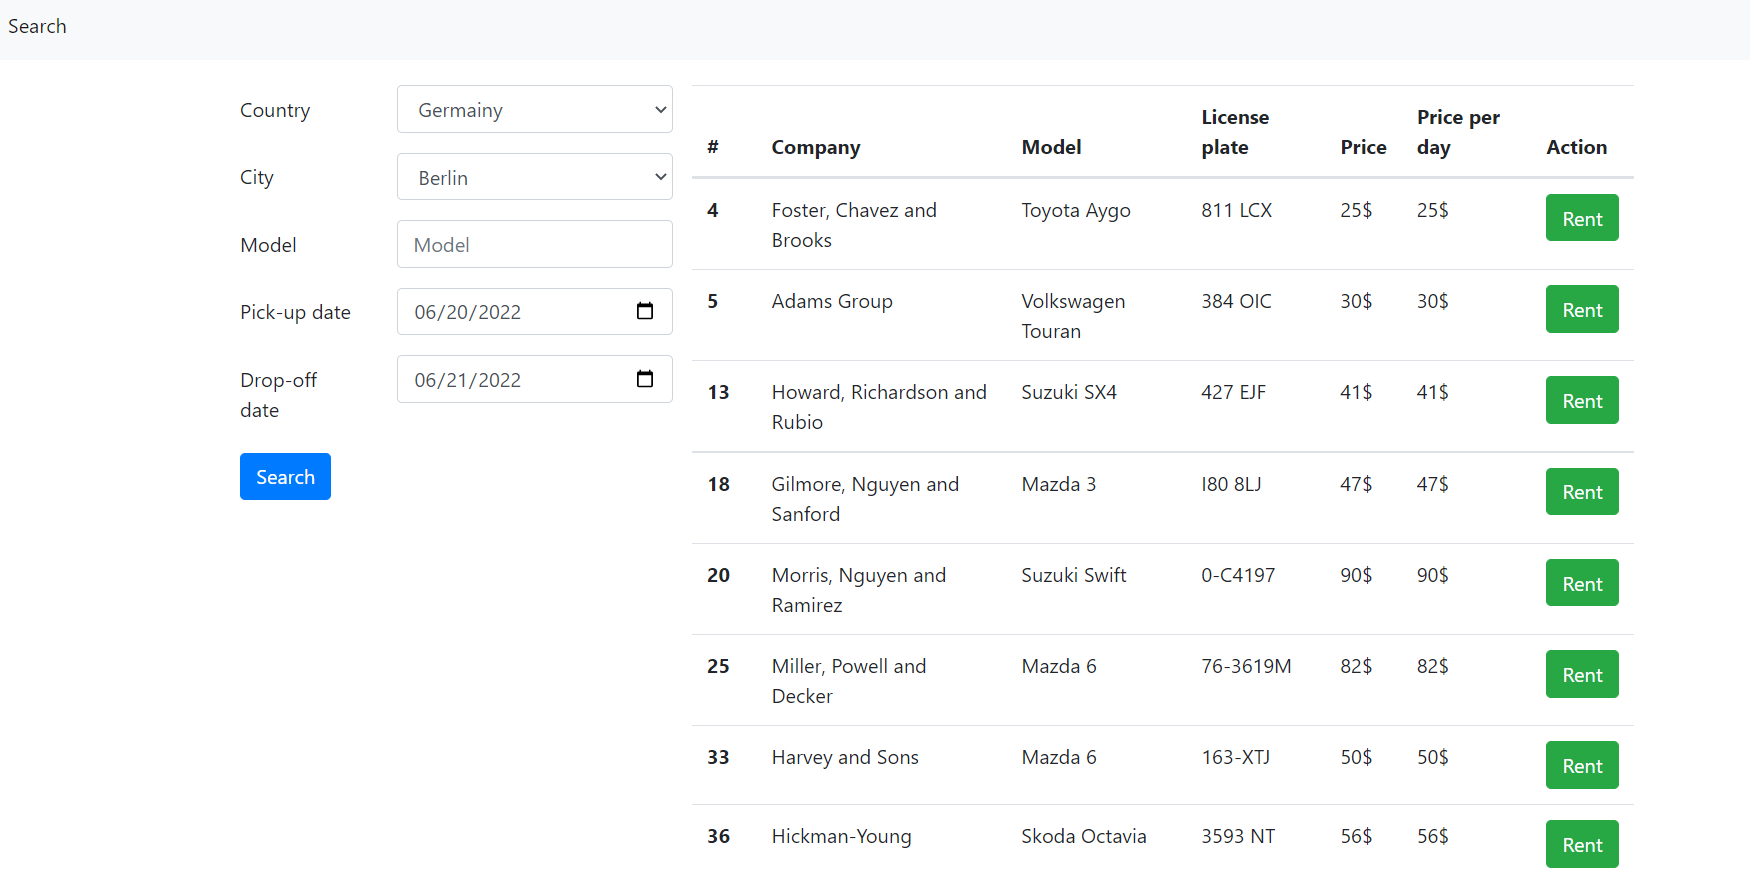 Search
Country
Germainy
City
Berlin
Model
Model
Pick-up date
06/20/2022
Drop-off
date
06/21/2022
Search
# Company Model License plate Price Price per day Action
4 Foster, Chavez and Toyota Aygo 811 LCX 25$ 25$ Rent
Brooks
5 Adams Group Volkswagen 384 OIC 30$ 30$ Rent
Touran
13 Howard, Richardson and Suzuki SX4 427 EJF 41$ 41$ Rent
Rubio
18 Gilmore, Nguyen and Mazda 3 I80 8LJ 47$ 47$ Rent
Sanford
20 Morris, Nguyen and Suzuki Swift 0-C4197 90$ 90$ Rent
Ramirez
25 Miller, Powell and Mazda 6 76-3619M 82$ 82$ Rent
Decker
33 Harvey and Sons Mazda 6 163-XTJ 50$ 50$ Rent
36 Hickman-Young Skoda Octavia 3593 NT 56$ 56$ Rent